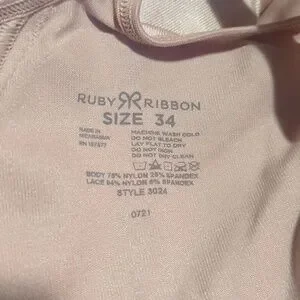 RUBY RIBBON
SIZE 34
MADE IN
NICARAGUA
MACHINE WASH COLD
DO NOT BLEACH
LAY FLAT TO DRY
DO NOT IRON
DO NOT DRY CLEAN
BODY 75% NYLON 25% SPANDEX
LACE 94% NYLON 6% SPANDEX
STYLE 3024
0721